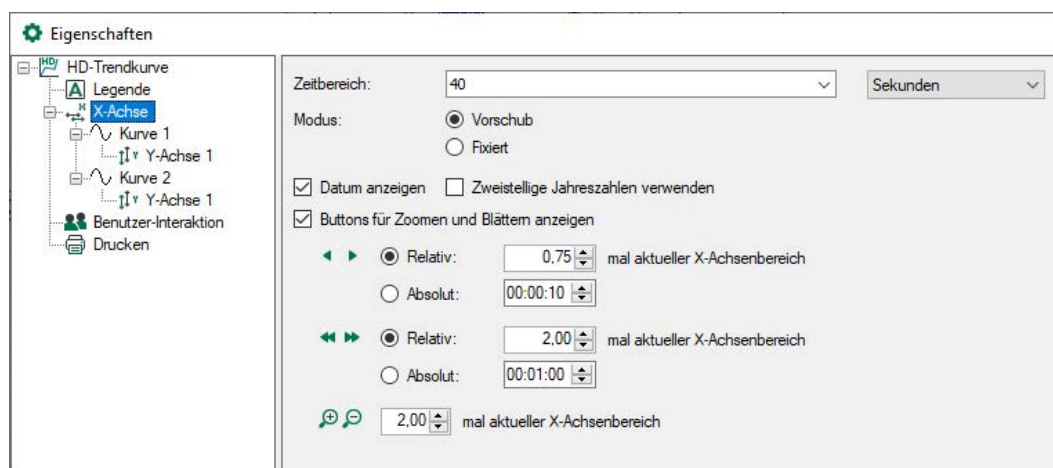 Eigenschaften
HD-Trendkurve
Legende
X-Achse
Kurve 1
Y-Achse 1
Kurve 2
Y-Achse 1
Benutzer-Interaktion
Drucken
Zeitbereich: 40 Sekunden
Modus: Vorschub
Fixiert
Datum anzeigen Zweistellige Jahreszahlen verwenden
Buttons für Zoomen und Blättern anzeigen
Relativ: 0,75 mal aktueller X-Achsenbereich
Absolut: 00:00:10
Relativ: 2,00 mal aktueller X-Achsenbereich
Absolut: 00:01:00
2,00 mal aktueller X-Achsenbereich